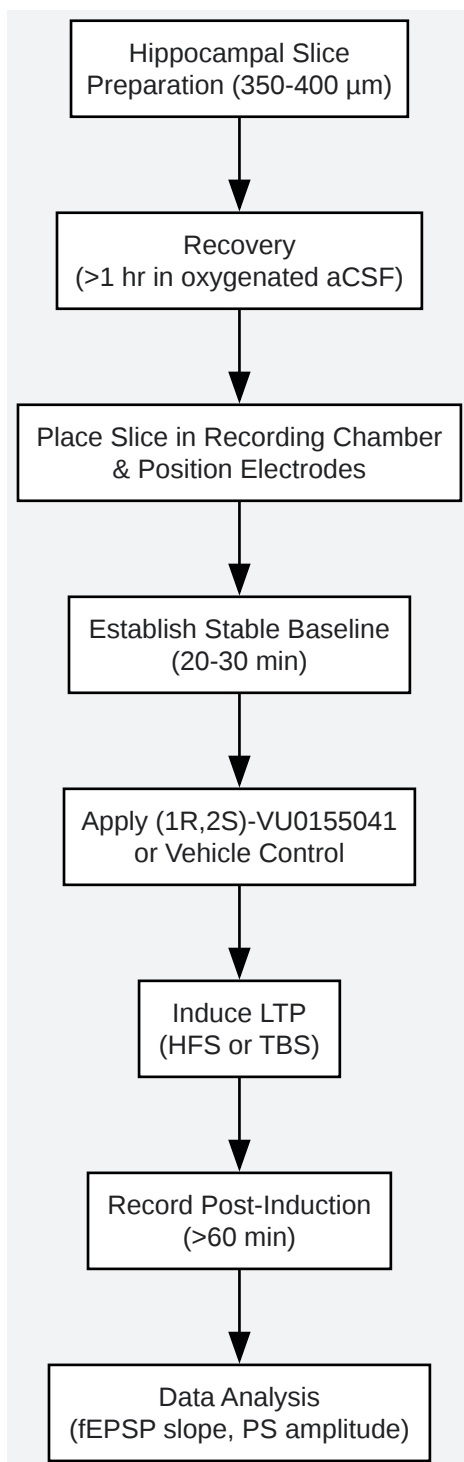 Hippocampal Slice
Preparation (350-400 µm)
Recovery
(>1 hr in oxygenated aCSF)
Place Slice in Recording Chamber
& Position Electrodes
Establish Stable Baseline
(20-30 min)
Apply (1R,2S)-VU0155041
or Vehicle Control
Induce LTP
(HFS or TBS)
Record Post-Induction
(>60 min)
Data Analysis
(fEPSP slope, PS amplitude)